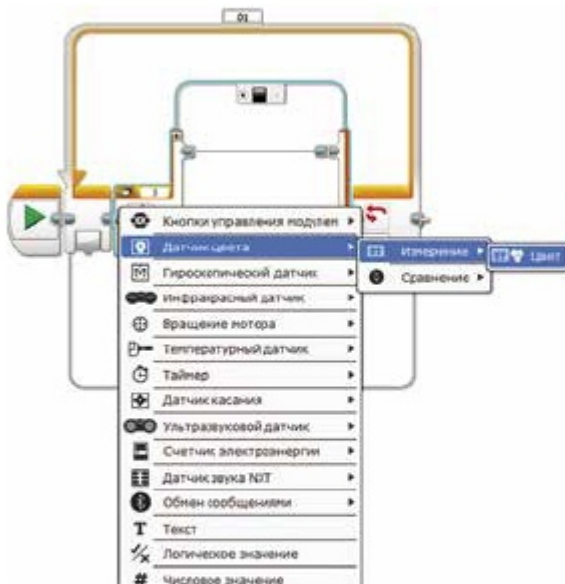 01
Кнопки управления модулем
Датчик цвета
Измерение
Цвет
Гироскопический датчик
Сравнение
Инфракрасный датчик
Вращение мотора
Температурный датчик
Таймер
Датчик касания
Ультразвуковой датчик
Счетчик электроэнергии
Датчик звука NXT
Обмен сообщениями
T Текст
Логическое значение
# Числовое значение